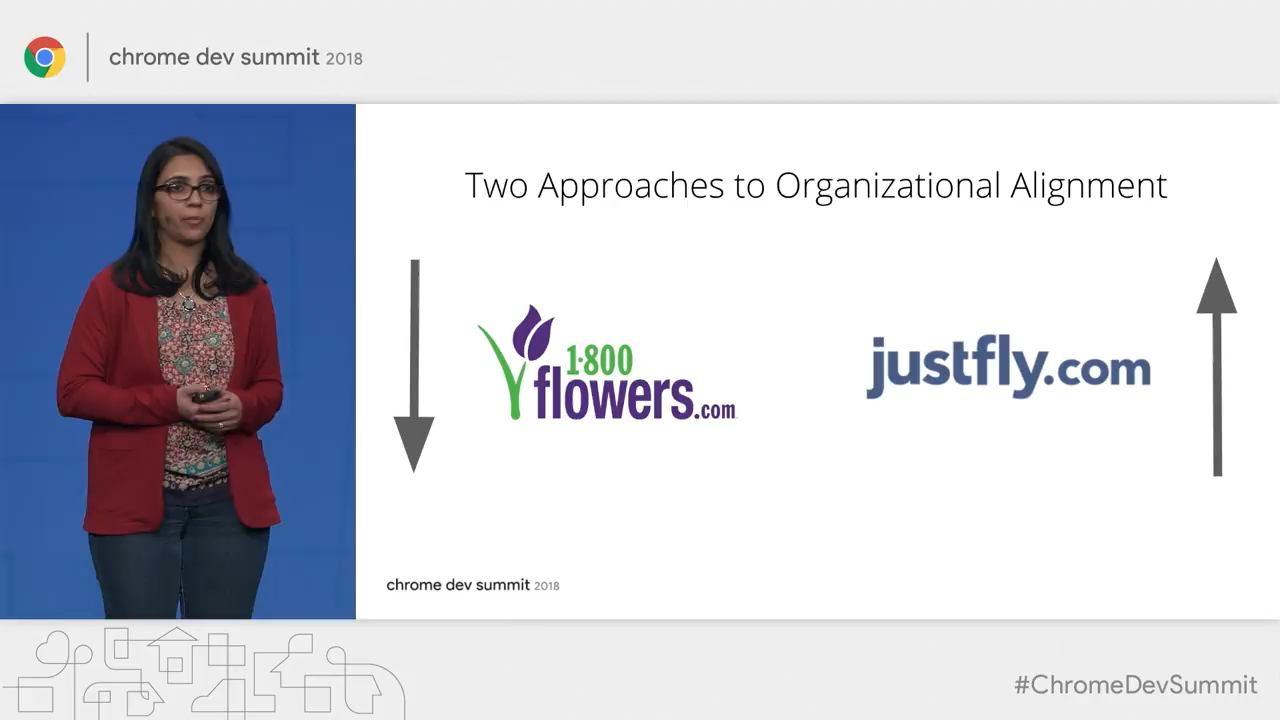 chrome dev summit 2018
Two Approaches to Organizational Alignment
1·800
flowers.com
justfly.com
chrome dev summit 2018
#ChromeDevSummit